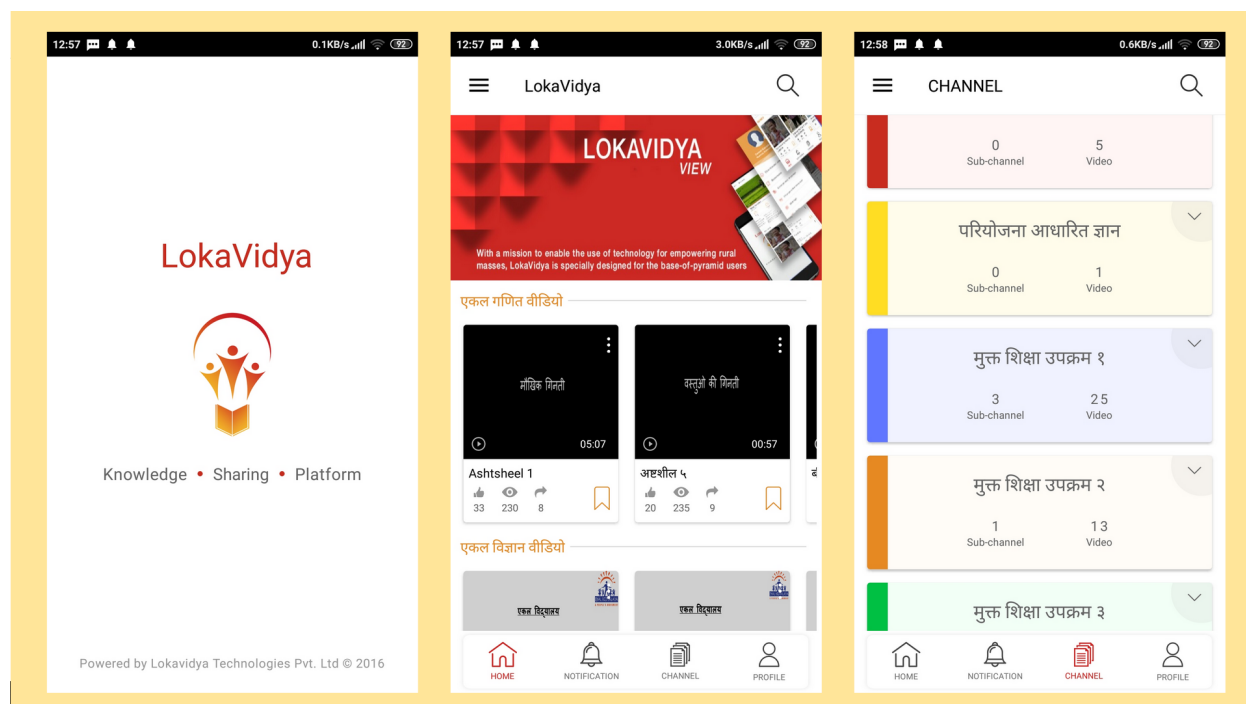 12:57
0.1KB/s
92
LokaVidya
Knowledge • Sharing • Platform
Powered by Lokavidya Technologies Pvt. Ltd © 2016
12:57
3.0KB/s
92
LokaVidya
LOKAVIDYA
VIEW
With a mission to enable the use of technology for empowering rural
masses, LokaVidya is specially designed for the base-of-pyramid users
एकल गणित वीडियो
मौखिक गिनती
05:07
Ashtsheel 1
33 230 8
वस्तुओ की गिनती
00:57
अष्टशील ५
20 235 9
एकल विज्ञान वीडियो
एकल विद्यालय
एकल विद्यालय
HOME NOTIFICATION CHANNEL PROFILE
12:58
0.6KB/s
92
CHANNEL
0 5
Sub-channel Video
परियोजना आधारित ज्ञान
0 1
Sub-channel Video
मुक्त शिक्षा उपक्रम १
3 25
Sub-channel Video
मुक्त शिक्षा उपक्रम २
1 13
Sub-channel Video
मुक्त शिक्षा उपक्रम ३
HOME NOTIFICATION CHANNEL PROFILE